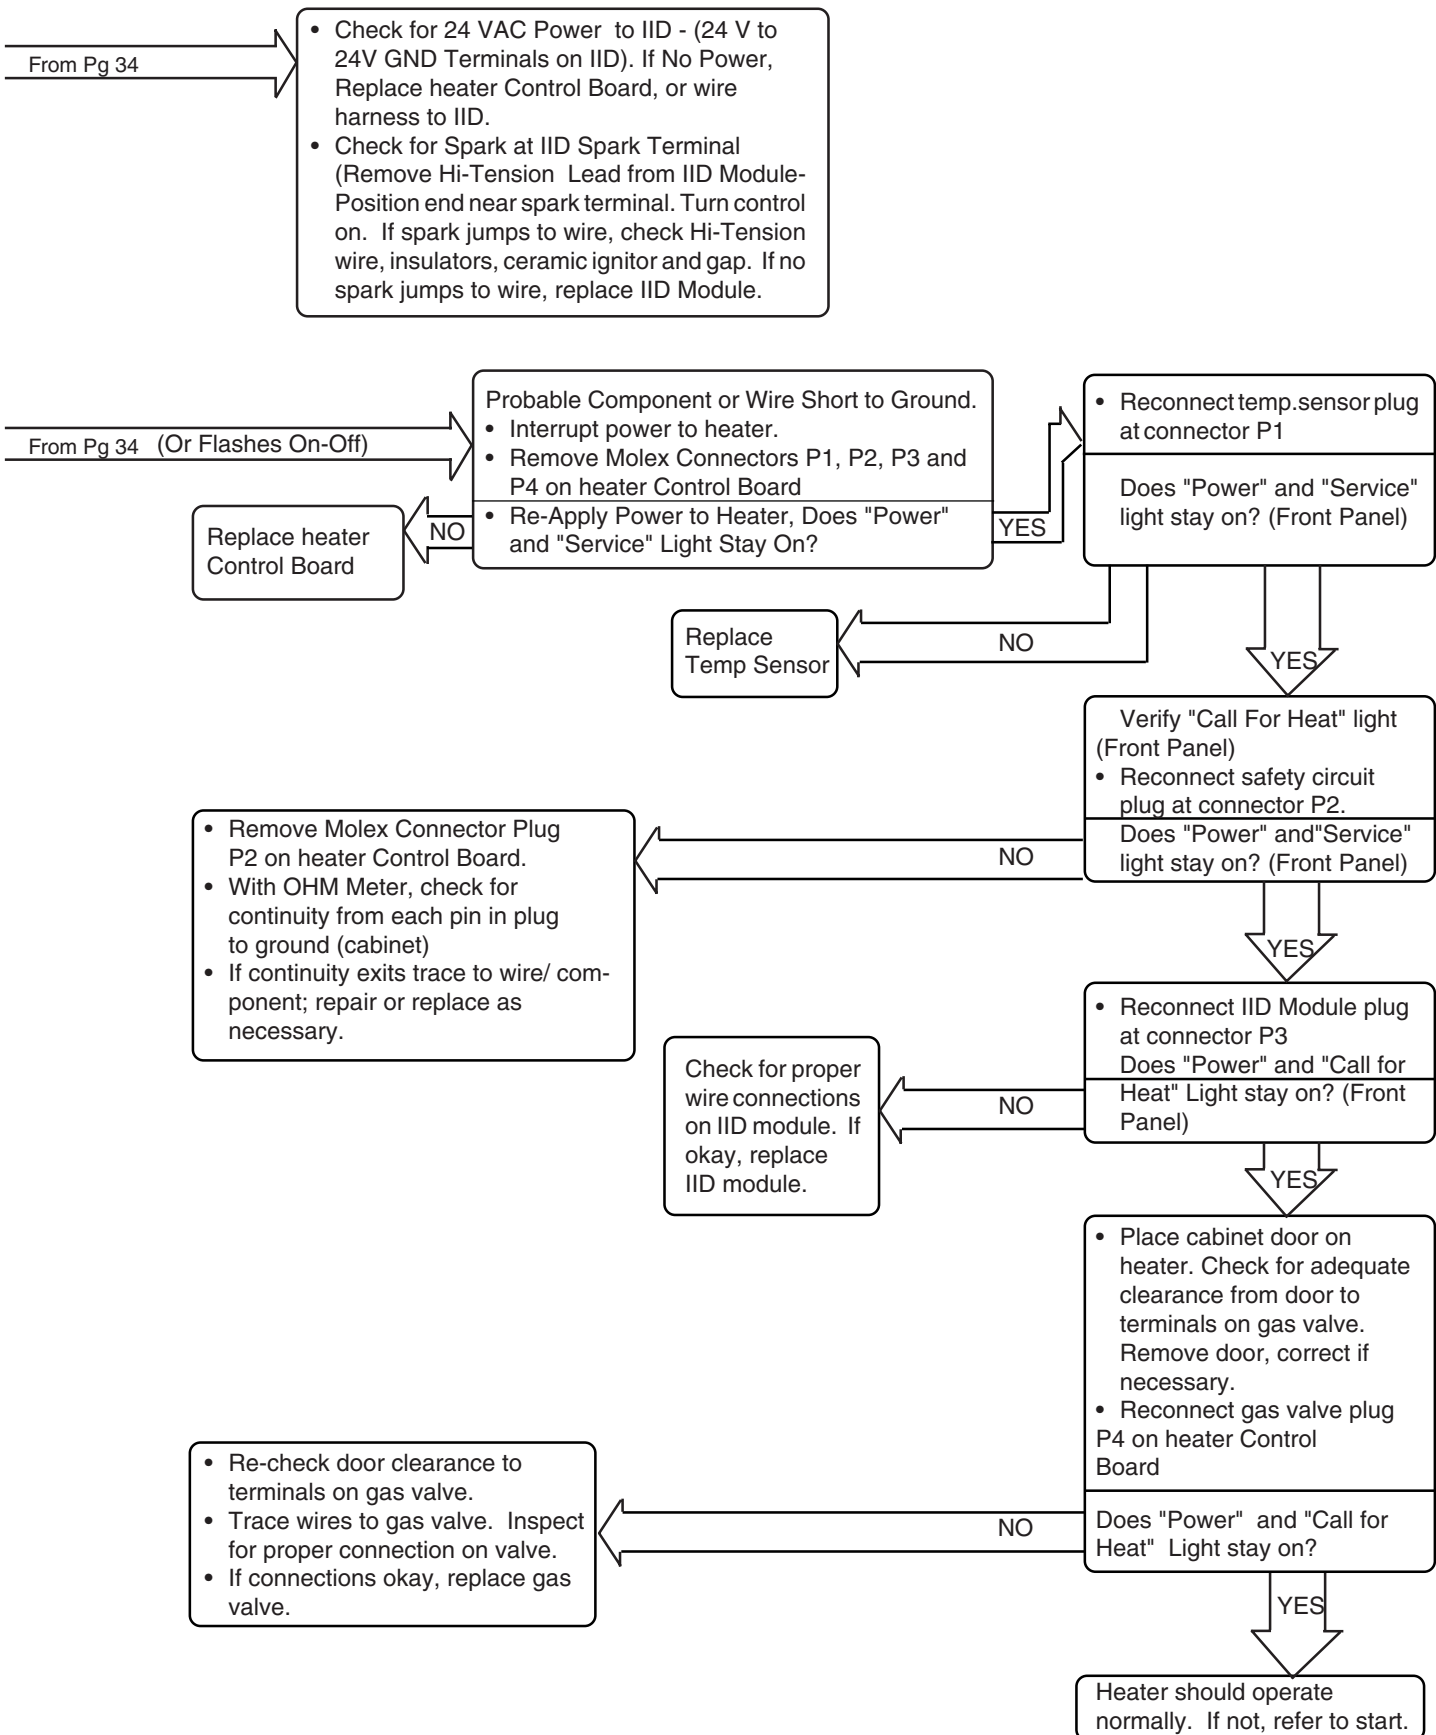 From Pg 34
• Check for 24 VAC Power to IID - (24 V to
24V GND Terminals on IID). If No Power,
Replace heater Control Board, or wire
harness to IID.
• Check for Spark at IID Spark Terminal
(Remove Hi-Tension Lead from IID Module-
Position end near spark terminal. Turn control
on. If spark jumps to wire, check Hi-Tension
wire, insulators, ceramic ignitor and gap. If no
spark jumps to wire, replace IID Module.
From Pg 34 (Or Flashes On-Off)
Probable Component or Wire Short to Ground.
• Interrupt power to heater.
• Remove Molex Connectors P1, P2, P3 and
P4 on heater Control Board
• Re-Apply Power to Heater, Does "Power"
and "Service" Light Stay On?
NO
Replace heater
Control Board
YES
• Reconnect temp.sensor plug
at connector P1
Does "Power" and "Service"
light stay on? (Front Panel)
NO
Replace
Temp Sensor
YES
Verify "Call For Heat" light
(Front Panel)
• Reconnect safety circuit
plug at connector P2.
Does "Power" and"Service"
light stay on? (Front Panel)
NO
• Remove Molex Connector Plug
P2 on heater Control Board.
• With OHM Meter, check for
continuity from each pin in plug
to ground (cabinet)
• If continuity exits trace to wire/ com-
ponent; repair or replace as
necessary.
YES
• Reconnect IID Module plug
at connector P3
Does "Power" and "Call for
Heat" Light stay on? (Front
Panel)
NO
Check for proper
wire connections
on IID module. If
okay, replace
IID module.
YES
• Place cabinet door on
heater. Check for adequate
clearance from door to
terminals on gas valve.
Remove door, correct if
necessary.
• Reconnect gas valve plug
P4 on heater Control
Board
Does "Power" and "Call for
Heat" Light stay on?
NO
• Re-check door clearance to
terminals on gas valve.
• Trace wires to gas valve. Inspect
for proper connection on valve.
• If connections okay, replace gas
valve.
YES
Heater should operate
normally. If not, refer to start.